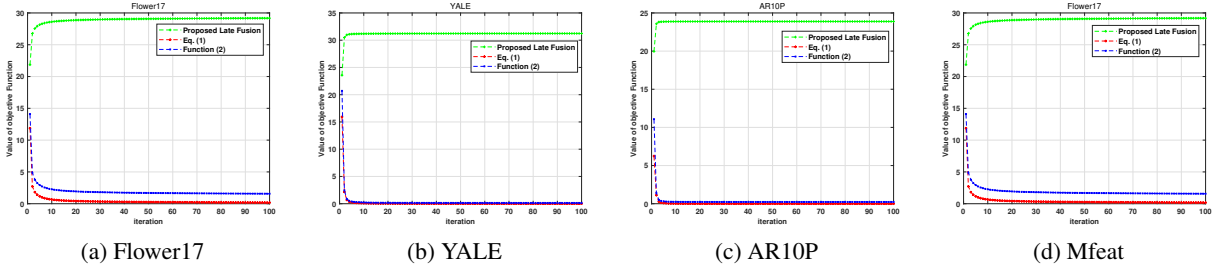 Flower17
Value of objective Function
30
25
20
15
10
5
0
Proposed Late Fusion
Eq. (1)
Function (2)
0 10 20 30 40 50 60 70 80 90 100
iteration
(a) Flower17
YALE
Value of objective Function
35
30
25
20
15
10
5
0
Proposed Late Fusion
Eq. (1)
Function (2)
0 10 20 30 40 50 60 70 80 90 100
iteration
(b) YALE
AR10P
Value of objective Function
25
20
15
10
5
0
Proposed Late Fusion
Eq. (1)
Function (2)
0 10 20 30 40 50 60 70 80 90 100
iteration
(c) AR10P
Flower17
Value of objective Function
30
25
20
15
10
5
0
Proposed Late Fusion
Eq. (1)
Function (2)
0 10 20 30 40 50 60 70 80 90 100
iteration
(d) Mfeat